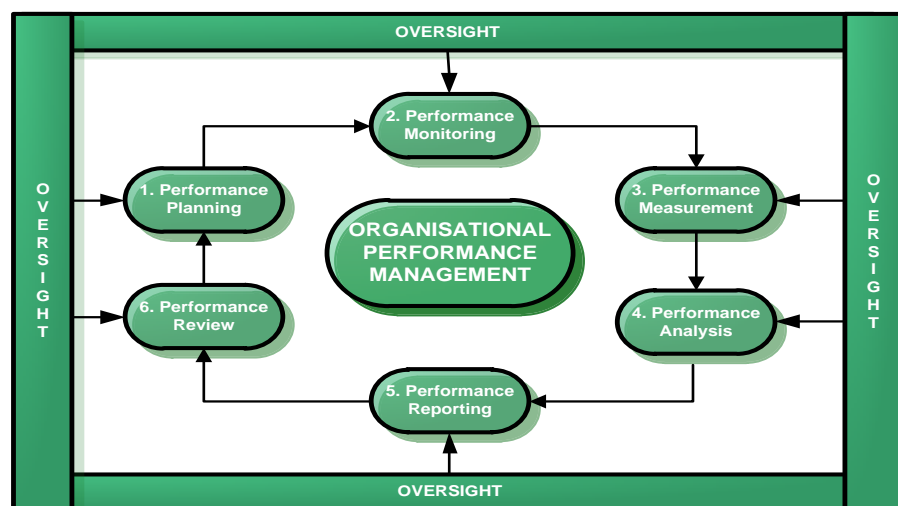 OVERSIGHT
2. Performance
Monitoring
1. Performance
Planning
3. Performance
Measurement
O
V
E
R
S
I
G
H
T
ORGANISATIONAL
PERFORMANCE
MANAGEMENT
O
V
E
R
S
I
G
H
T
6. Performance
Review
4. Performance
Analysis
5. Performance
Reporting
OVERSIGHT